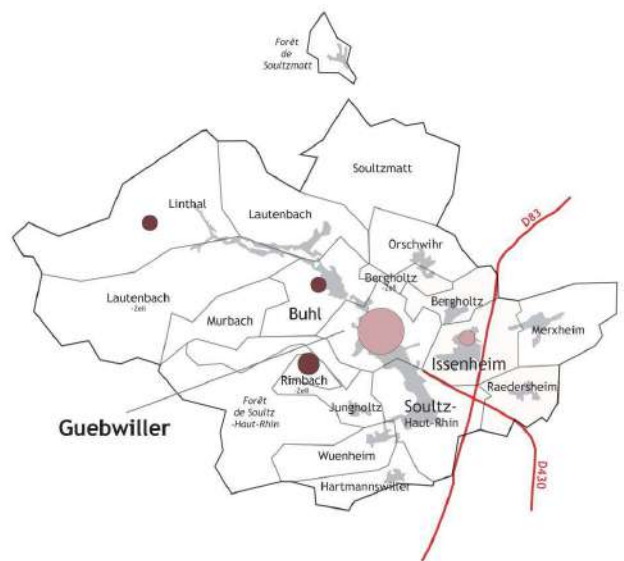 Forêt
de
Soultzmatt
Soultzmatt
Linthal
Lautenbach
D83
Orschwihr
Bergholtz
-Zell
Lautenbach
-Zell
Bergholtz
Murbach
Buhl
Merxheim
Issenheim
Rimbach
-Zell
Raedersheim
Forêt
de Soultz
-Haut-Rhin
Jungholtz
Soultz-
Haut-Rhin
Guebwiller
Wuenheim
D430
Hartmannswiller